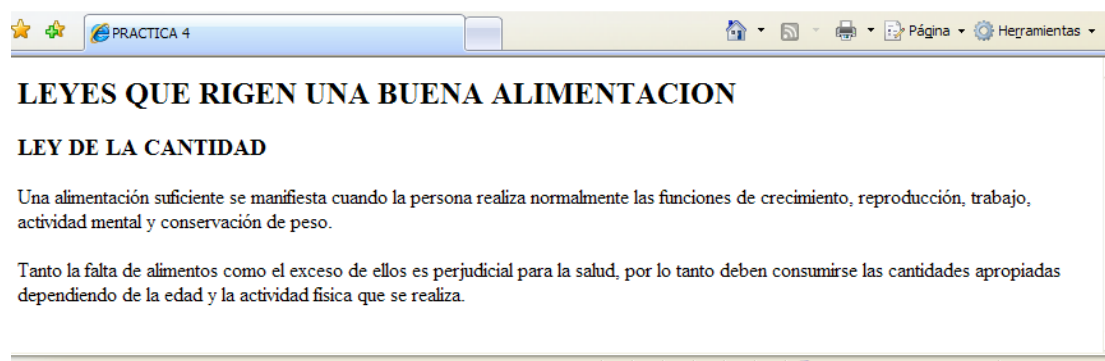 PRACTICA 4
Página
Herramientas
LEYES QUE RIGEN UNA BUENA ALIMENTACION
LEY DE LA CANTIDAD
Una alimentación suficiente se manifiesta cuando la persona realiza normalmente las funciones de crecimiento, reproducción, trabajo,
actividad mental y conservación de peso.
Tanto la falta de alimentos como el exceso de ellos es perjudicial para la salud, por lo tanto deben consumirse las cantidades apropiadas
dependiendo de la edad y la actividad fisica que se realiza.